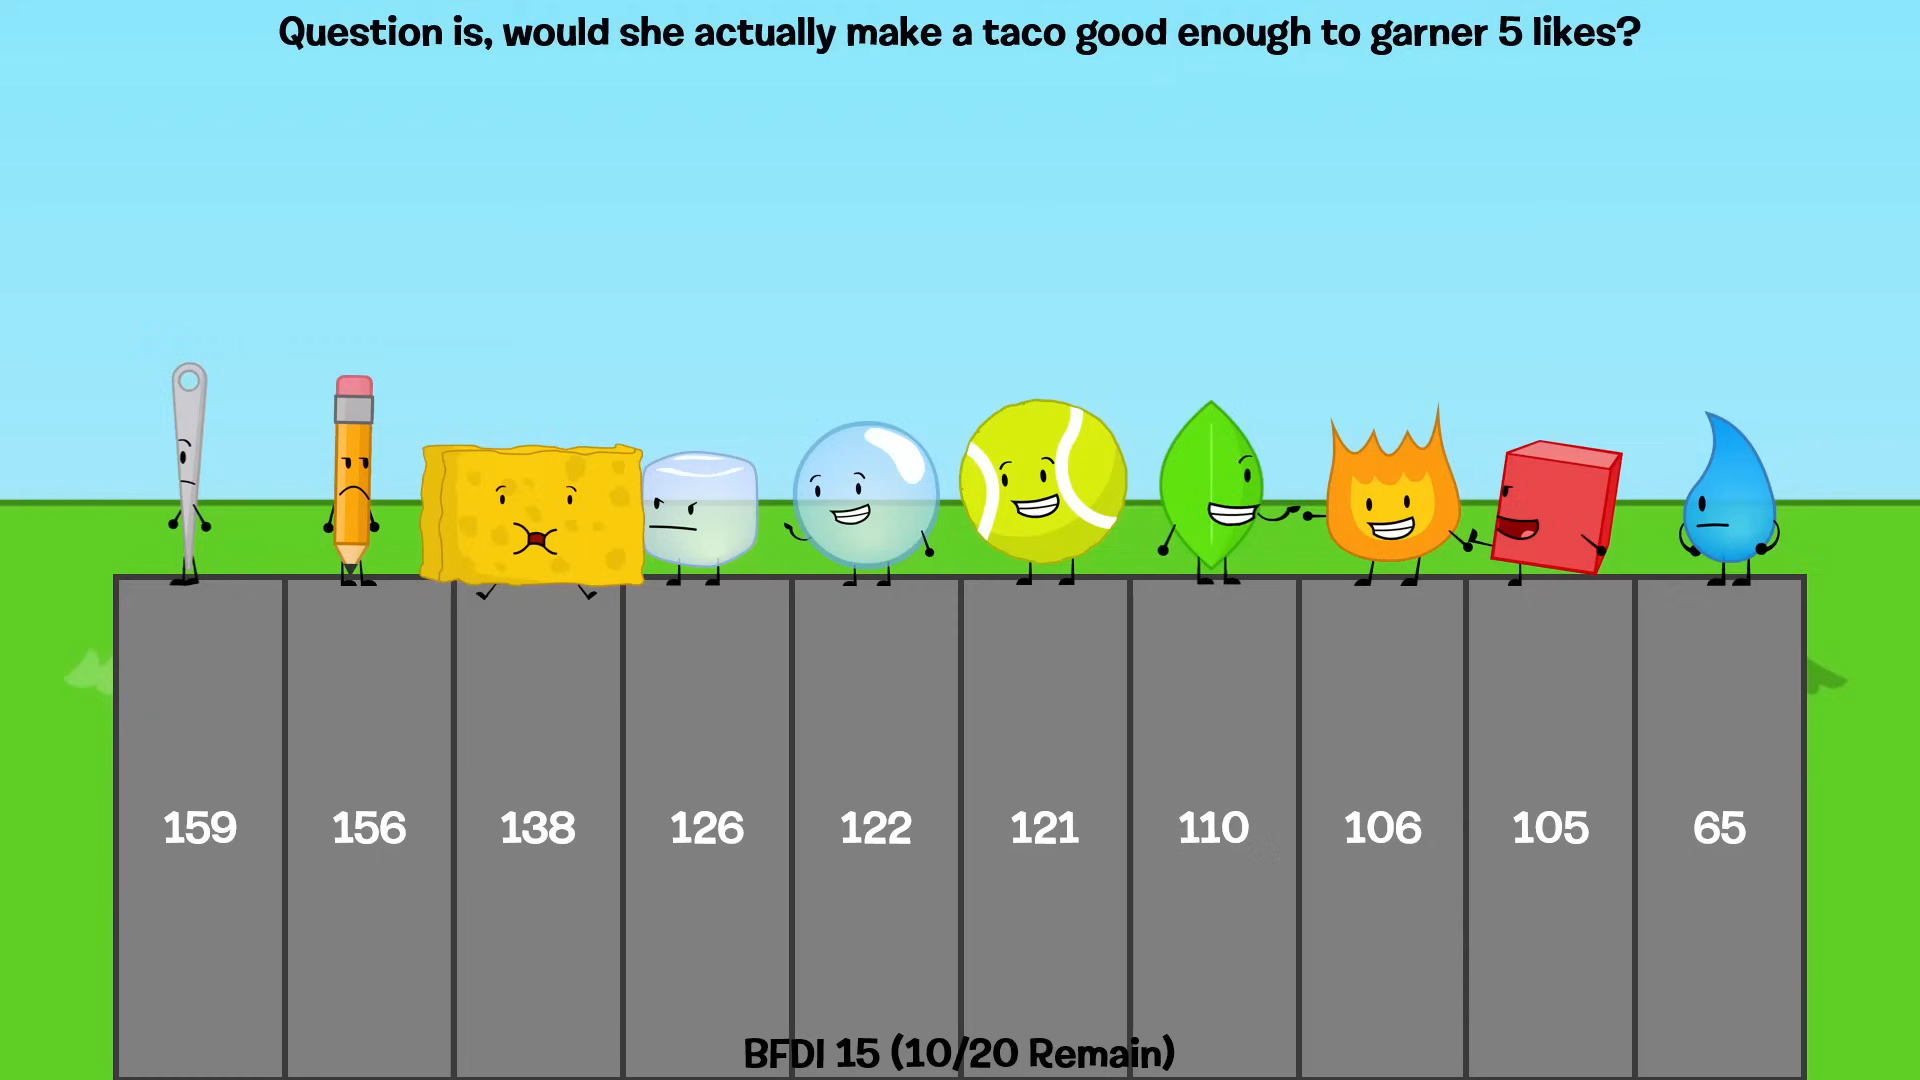 Question is, would she actually make a taco good enough to garner 5 likes?
159 156 138 126 122 121 110 106 105 65
BFDI 15 (10/20 Remain)